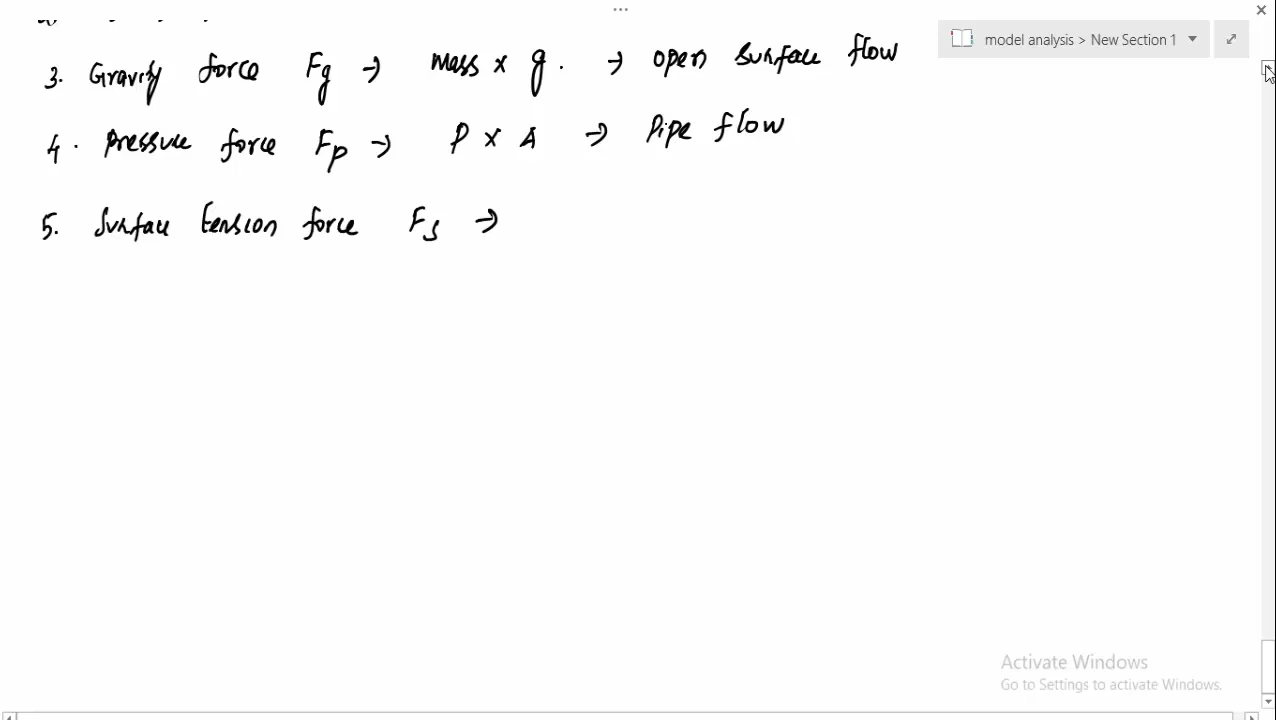 model analysis > New Section 1
3. Gravity force Fg → Mass x g. → open surface flow
4. Pressure force Fp → P x A → Pipe flow
5. Surface tension force Fs →
Activate Windows
Go to Settings to activate Windows.